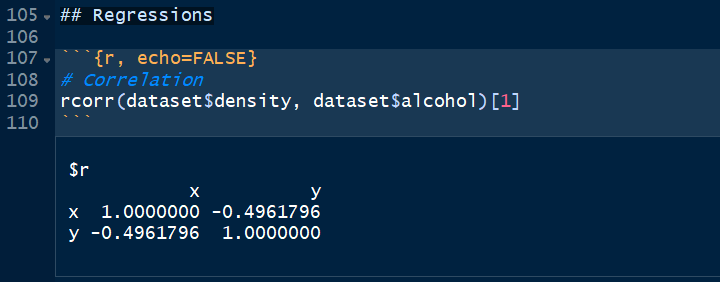 105 ## Regressions
106
107 ```{r, echo=FALSE}
108 # Correlation
109 rcorr(dataset$density, dataset$alcohol)[1]
110 ```
$r
x y
x 1.0000000 -0.4961796
y -0.4961796 1.0000000